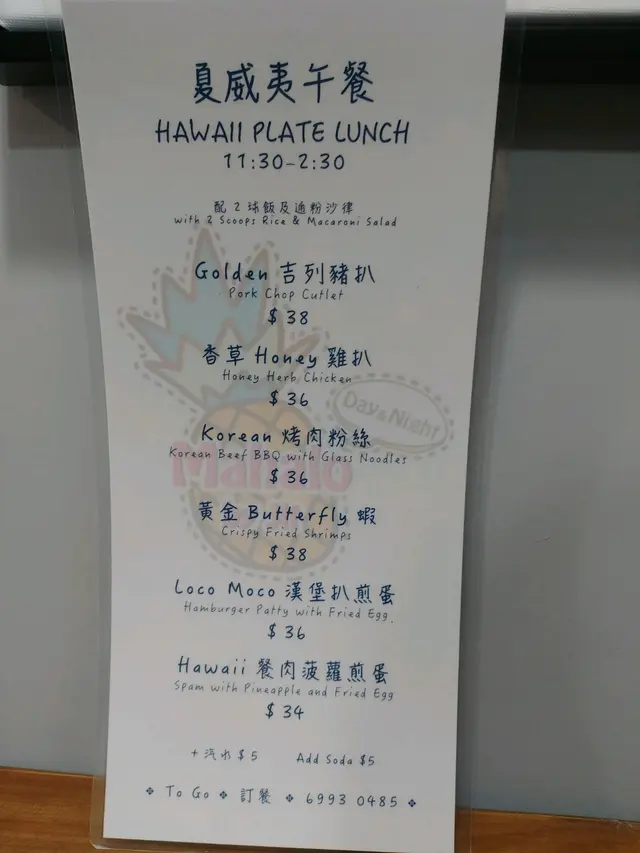 夏威夷午餐
HAWAII PLATE LUNCH
11:30-2:30
配 2 球飯及通粉沙律
with 2 Scoops Rice & Macaroni Salad
Golden 吉列豬扒
Pork Chop Cutlet
$ 38
香草 Honey 雞扒
Honey Herb Chicken
$ 36
Day & Night
Korean 烤肉粉絲
Korean Beef BBQ with Glass Noodles
Mahalo
$ 36
黃金 Butterfly 蝦
Crispy Fried Shrimps
$ 38
Loco Moco 漢堡扒煎蛋
Hamburger Patty with Fried Egg
$ 36
Hawaii 餐肉菠蘿煎蛋
Spam with Pineapple and Fried Egg
$ 34
+ 汽水 $ 5 Add Soda $5
To Go 訂餐 6993 0485